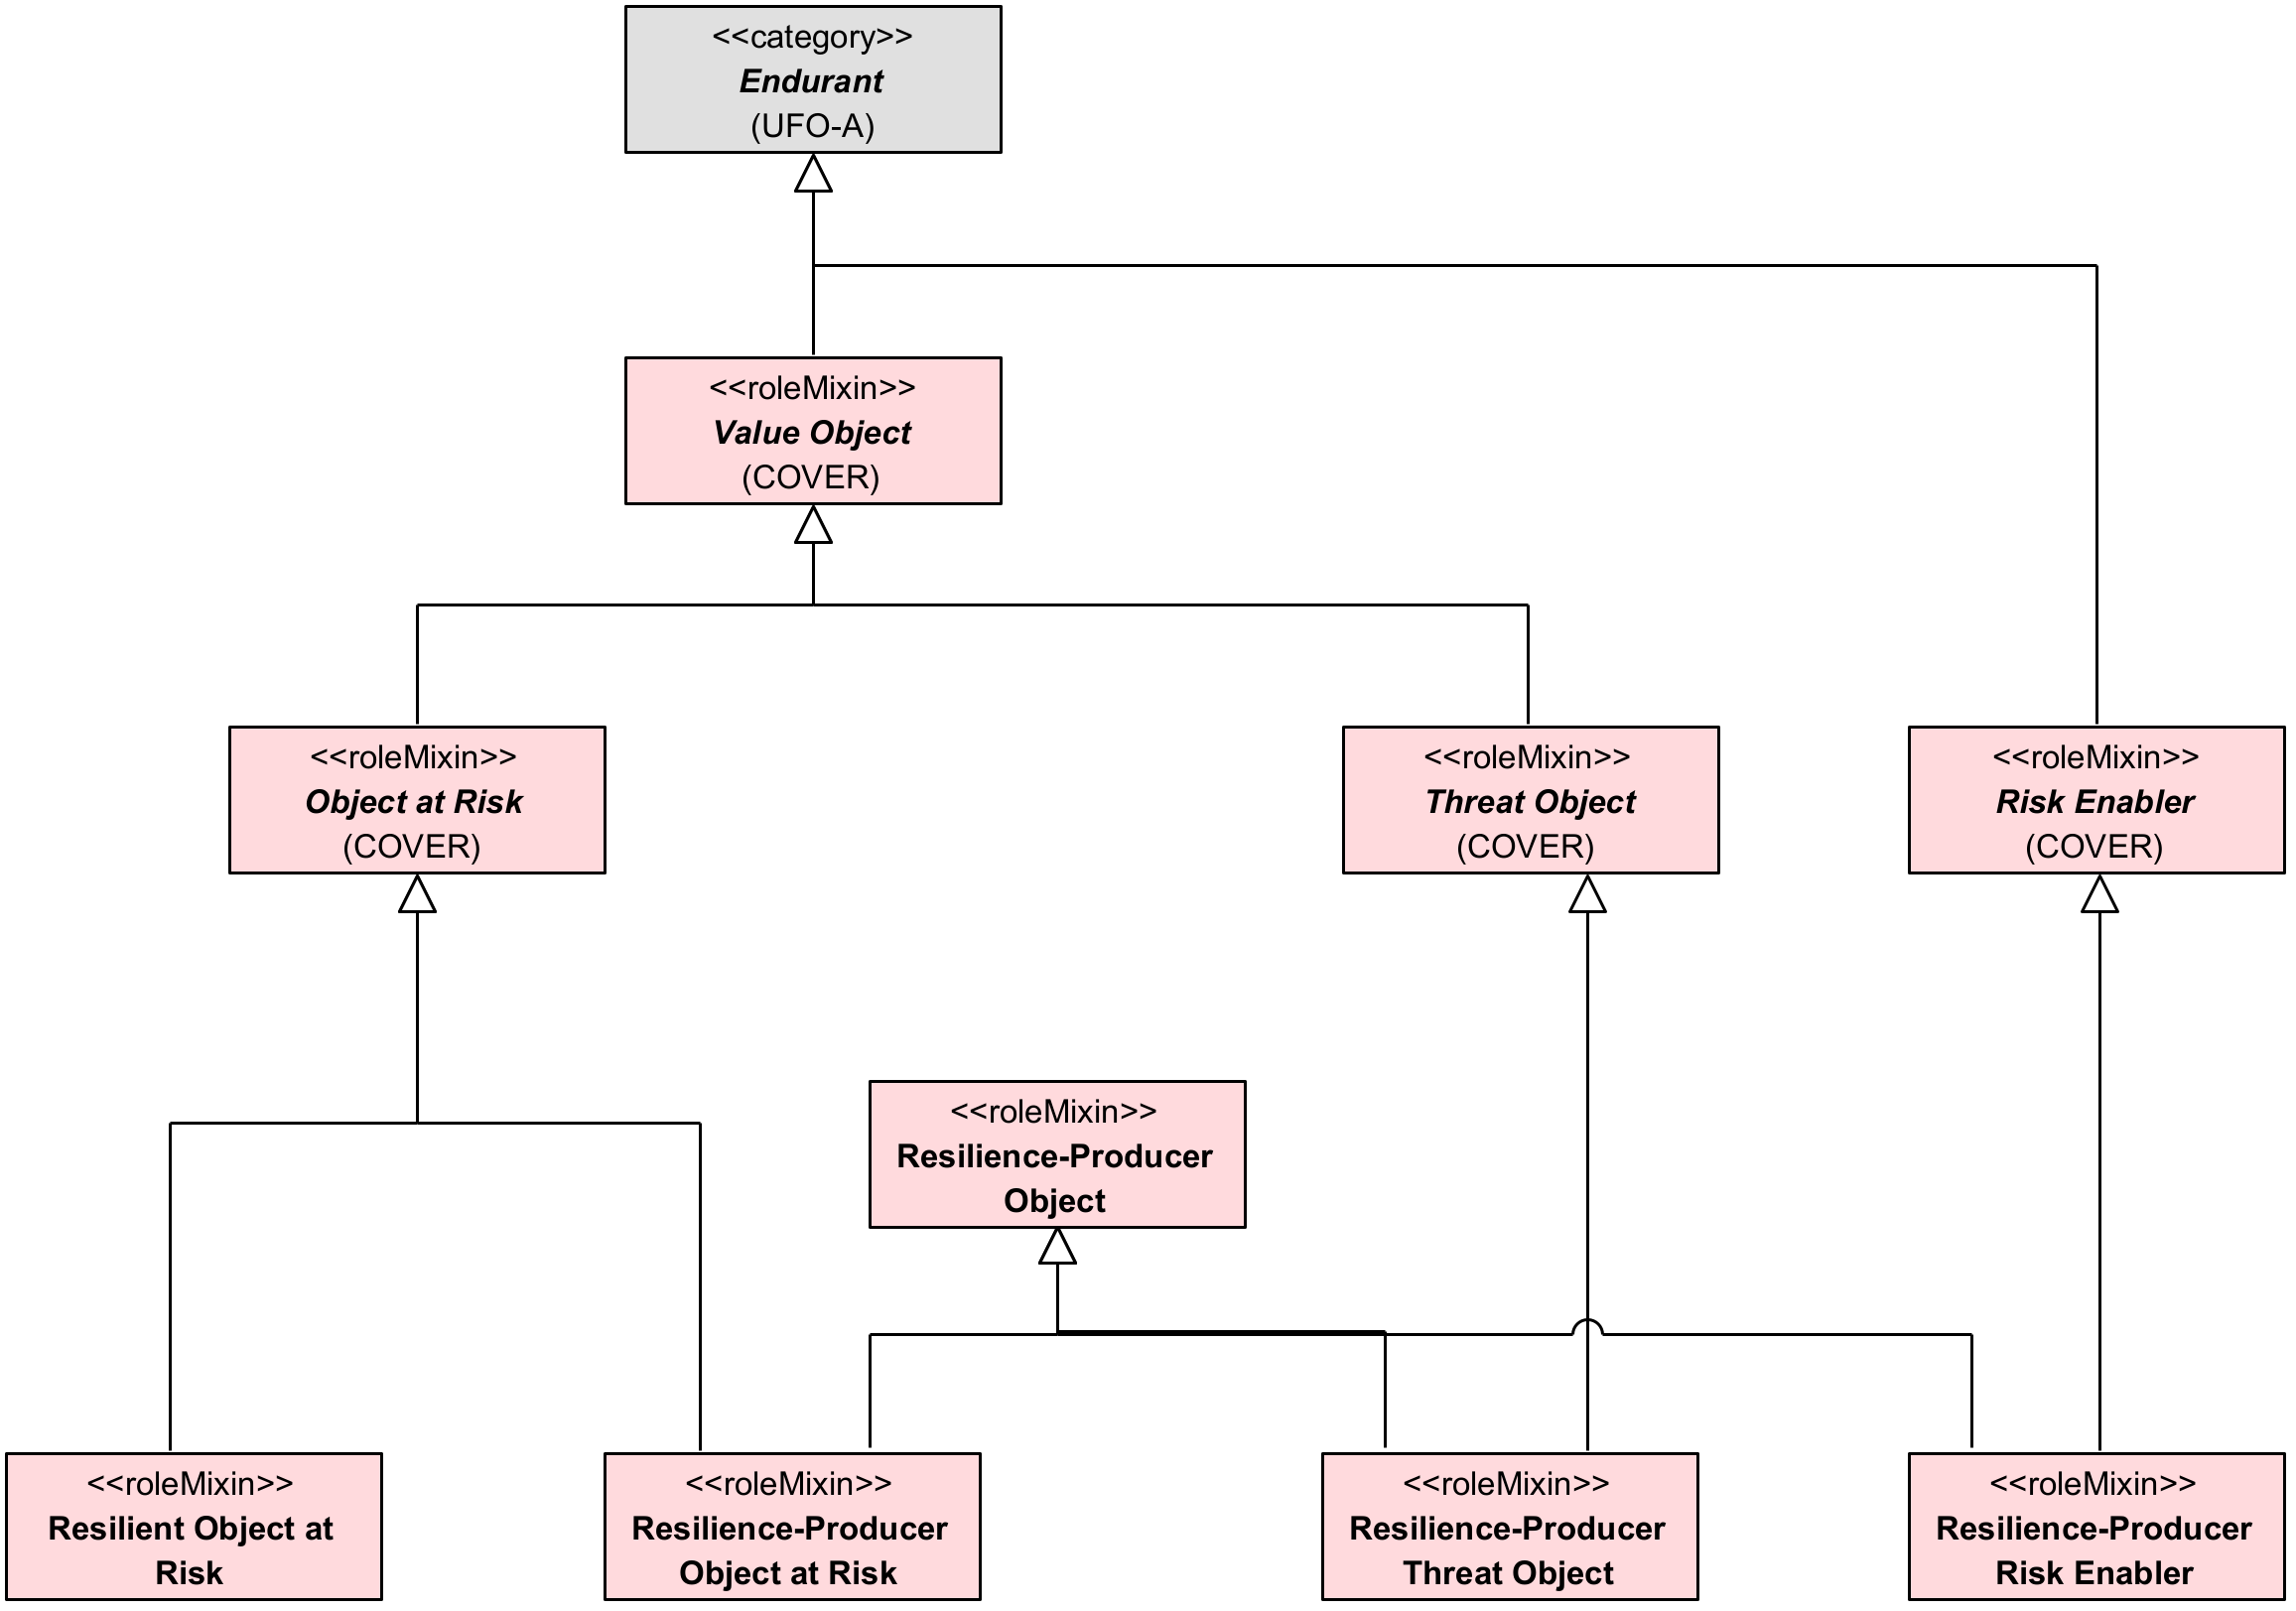 <<category>>
Endurant
(UFO-A)
<<roleMixin>>
Value Object
(COVER)
<<roleMixin>>
Object at Risk
(COVER)
<<roleMixin>>
Threat Object
(COVER)
<<roleMixin>>
Risk Enabler
(COVER)
<<roleMixin>>
Resilience-Producer
Object
<<roleMixin>>
Resilient Object at
Risk
<<roleMixin>>
Resilience-Producer
Object at Risk
<<roleMixin>>
Resilience-Producer
Threat Object
<<roleMixin>>
Resilience-Producer
Risk Enabler